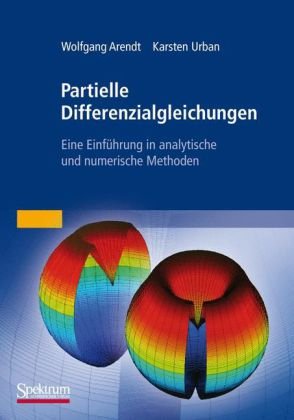 Wolfgang Arendt Karsten Urban
Partielle
Differenzialgleichungen
Eine Einführung in analytische
und numerische Methoden
Spektrum